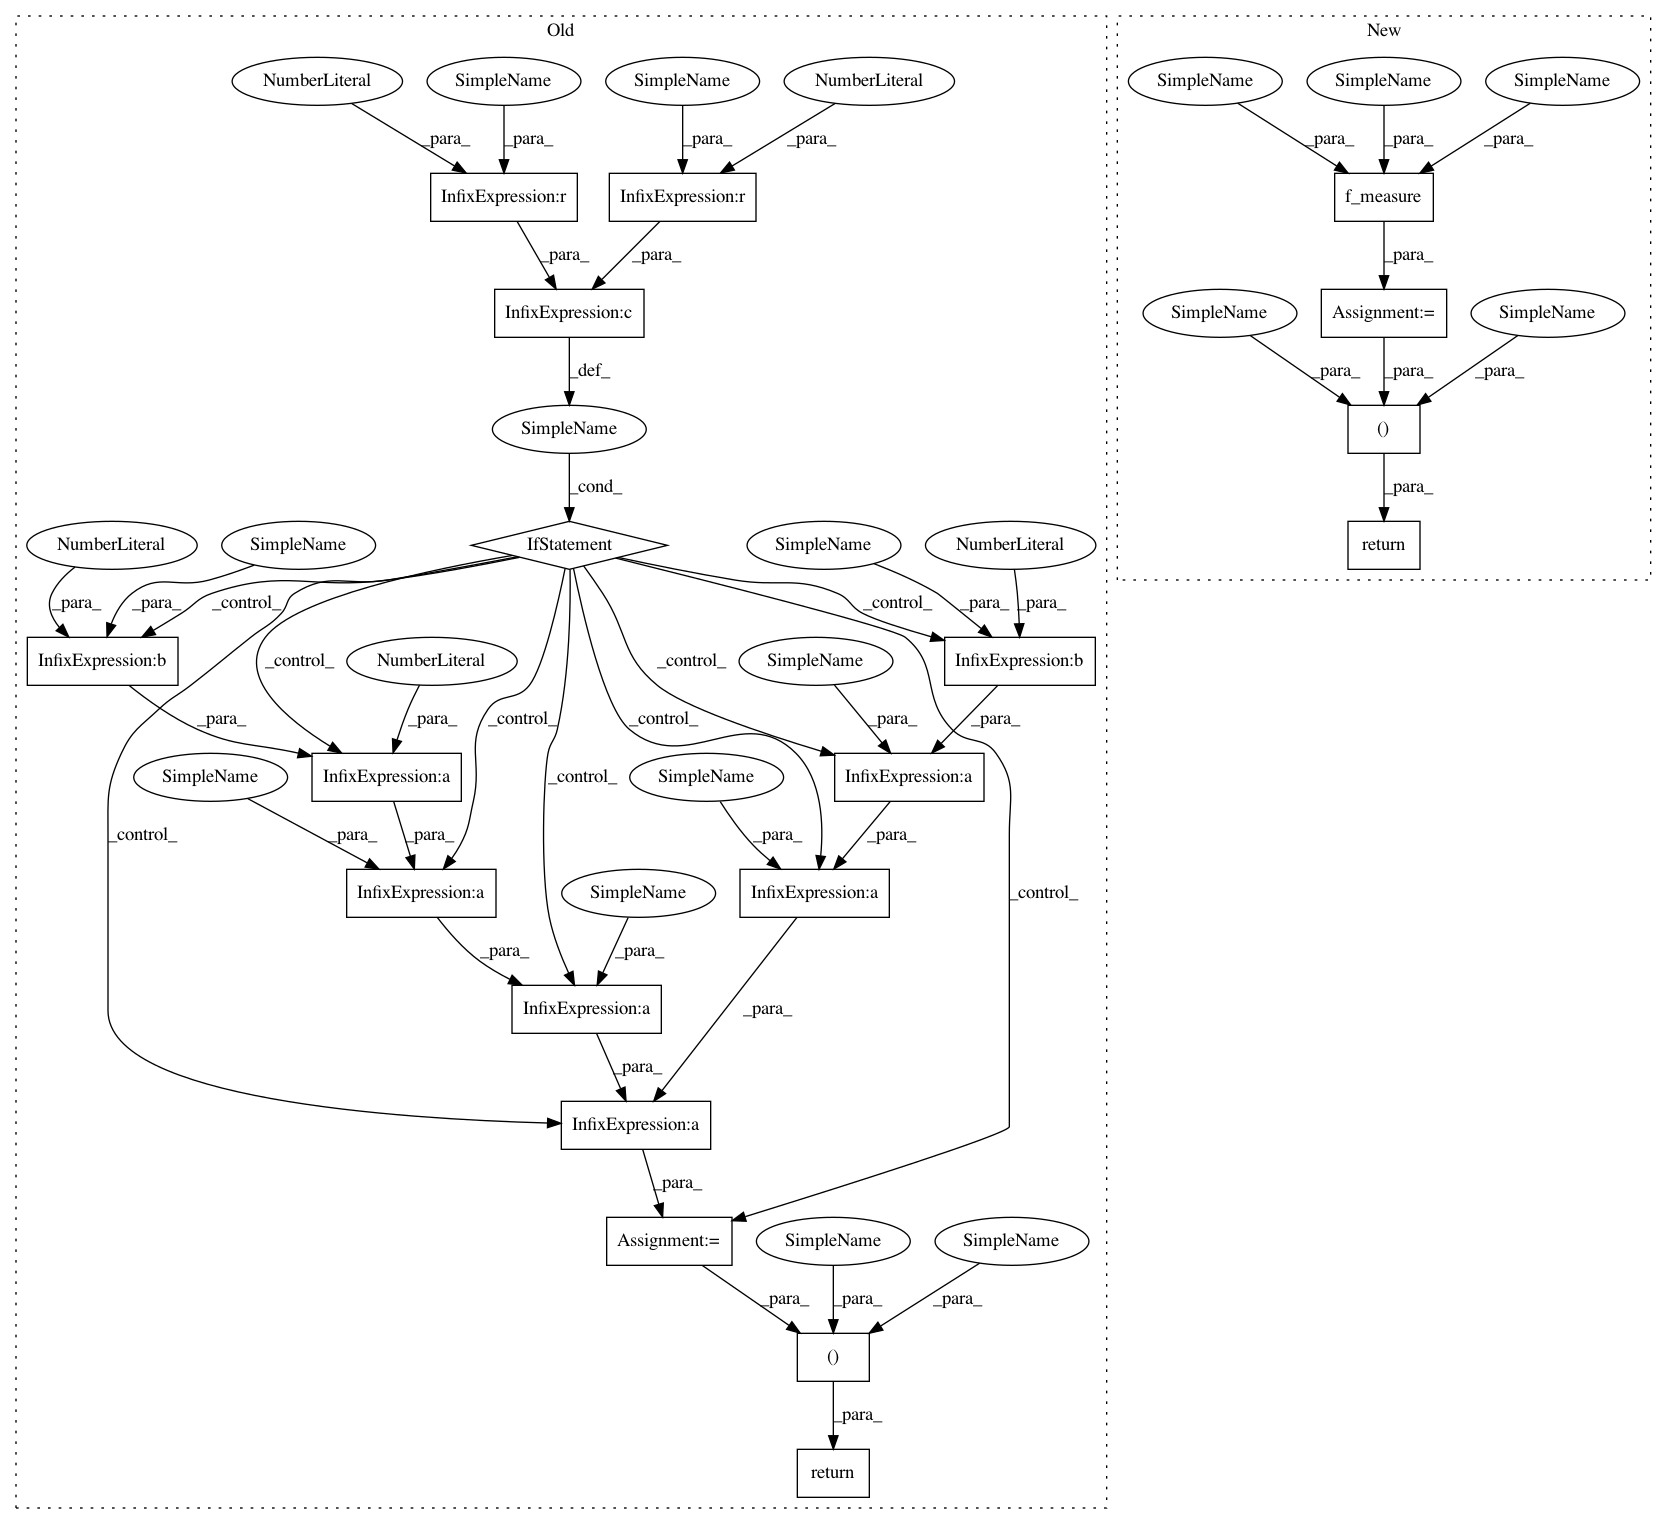 Old
New
NumberLiteral
SimpleName
SimpleName
NumberLiteral
SimpleName
SimpleName
SimpleName
_para_
_para_
_para_
_para_
_para_
_para_
_para_
InfixExpression:r
InfixExpression:r
f_measure
_para_
_para_
_para_
InfixExpression:c
SimpleName
Assignment:=
SimpleName
_def_
_para_
_para_
_para_
SimpleName
()
_cond_
_para_
NumberLiteral
SimpleName
IfStatement
SimpleName
NumberLiteral
return
_para_
_para_
_control_
_control_
_para_
_para_
InfixExpression:b
_control_
NumberLiteral
_control_
SimpleName
InfixExpression:b
_para_
_para_
_control_
_control_
_para_
_para_
SimpleName
InfixExpression:a
_control_
SimpleName
InfixExpression:a
_control_
_para_
_para_
_para_
_para_
InfixExpression:a
SimpleName
InfixExpression:a
_control_
_para_
_para_
InfixExpression:a
_para_
_para_
InfixExpression:a
_para_
Assignment:=
SimpleName
SimpleName
_para_
_para_
_para_
()
_para_
return